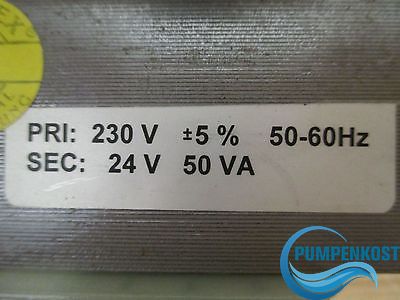 PRI: 230 V ±5 % 50-60Hz
SEC: 24 V 50 VA
PUMPENKOST